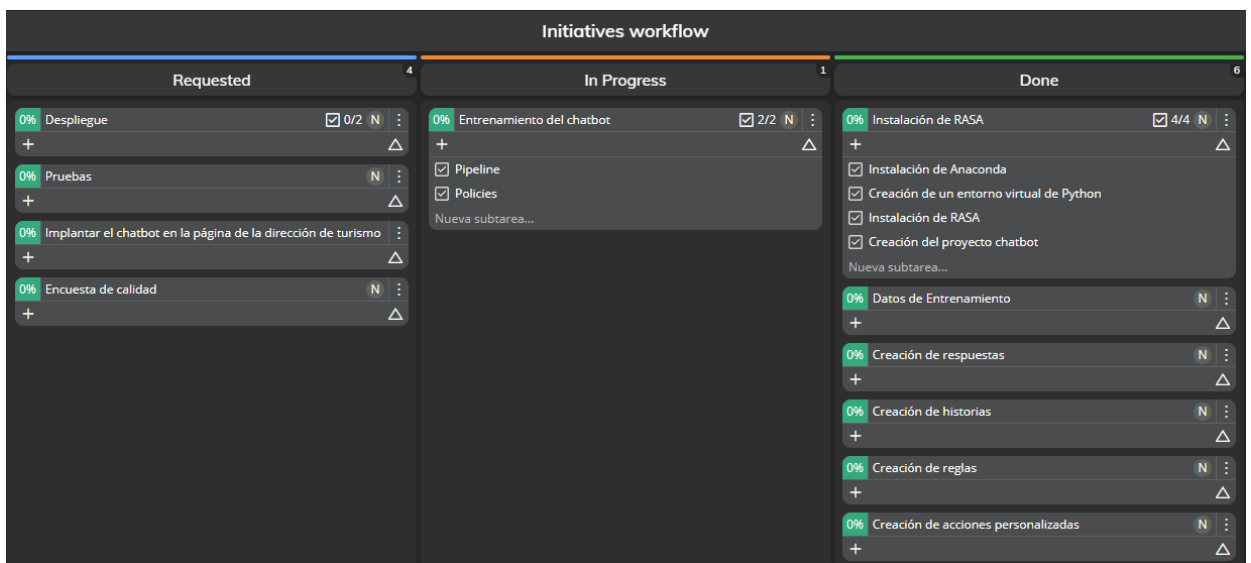 Initiatives workflow
Requested 4
0% Despliegue 0/2 N
0% Pruebas N
0% Implantar el chatbot en la página de la dirección de turismo
0% Encuesta de calidad N
In Progress 1
0% Entrenamiento del chatbot 2/2 N
Pipeline
Policies
Nueva subtarea...
Done 6
0% Instalación de RASA 4/4 N
Instalación de Anaconda
Creación de un entorno virtual de Python
Instalación de RASA
Creación del proyecto chatbot
Nueva subtarea...
0% Datos de Entrenamiento N
0% Creación de respuestas N
0% Creación de historias N
0% Creación de reglas N
0% Creación de acciones personalizadas N